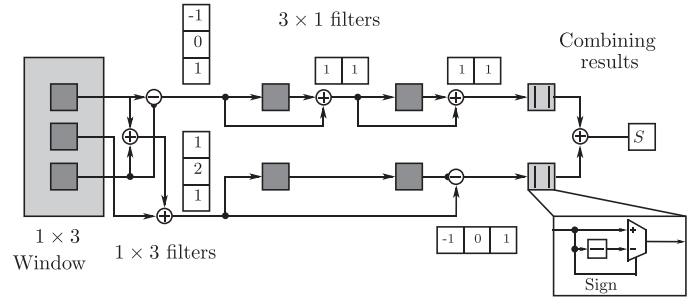 -1
0
1
3 × 1 filters
1 1
1 1
Combining
results
S
1
2
1
1 × 3
Window
1 × 3 filters
-1 0 1
+
-
Sign